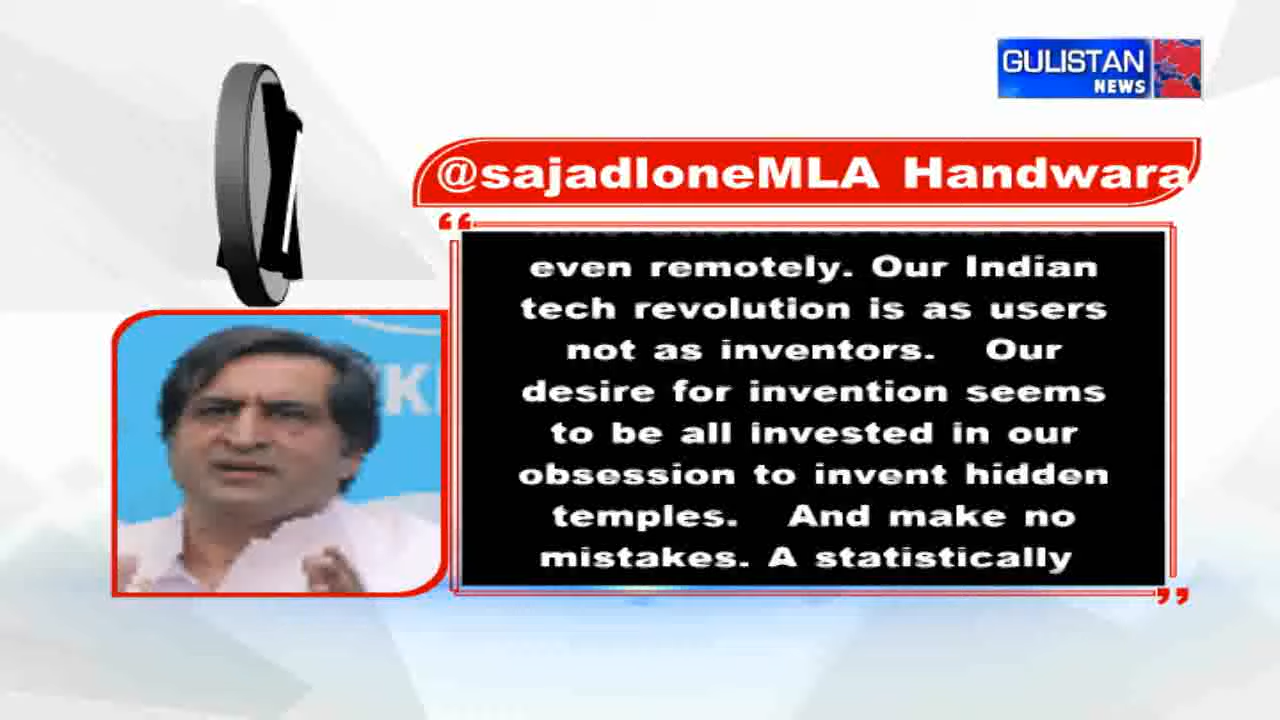 GULISTAN
NEWS
@sajadloneMLA Handwara
even remotely. Our Indian
tech revolution is as users
not as inventors. Our
desire for invention seems
to be all invested in our
obsession to invent hidden
temples. And make no
mistakes. A statistically